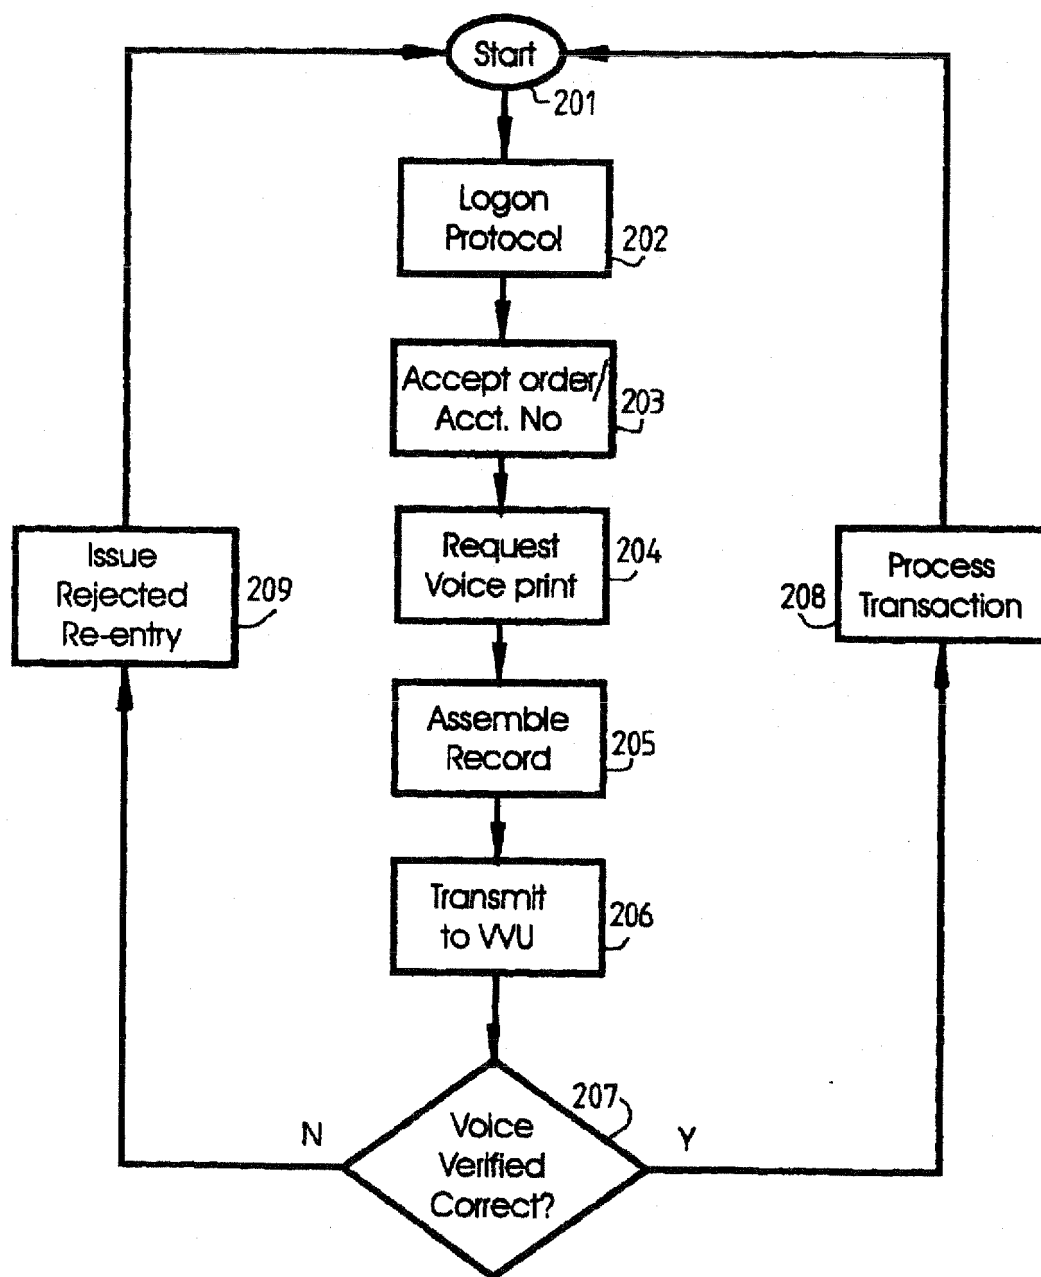 Start
201
Logon
Protocol
202
Accept order/
Acct. No
203
Request
Voice print
204
Issue
Rejected
Re-entry
209
Process
Transaction
208
Assemble
Record
205
Transmit
to VVU
206
207
N
Voice
Verified
Correct?
Y